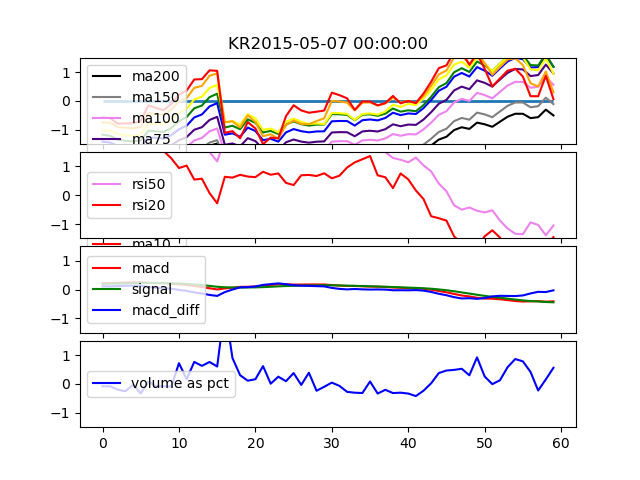 KR2015-05-07 00:00:00
1
0
−1
ma200
ma150
ma100
ma75
1
0
−1
rsi50
rsi20
ma10
1
0
−1
macd
signal
macd_diff
1
0
−1
volume as pct
0 10 20 30 40 50 60